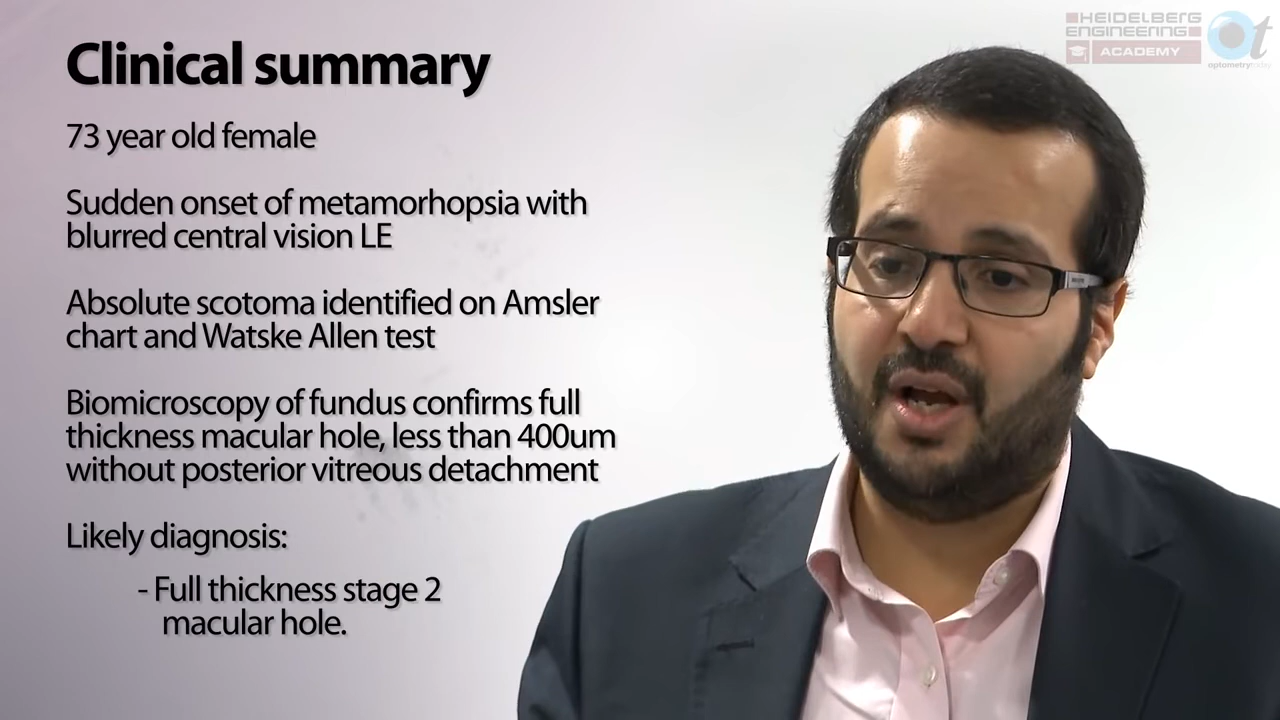 HEIDELBERG
ENGINEERING
ACADEMY
optometrytoday
Clinical summary
73 year old female
Sudden onset of metamorhopsia with
blurred central vision LE
Absolute scotoma identified on Amsler
chart and Watske Allen test
Biomicroscopy of fundus confirms full
thickness macular hole, less than 400um
without posterior vitreous detachment
Likely diagnosis:
- Full thickness stage 2
macular hole.